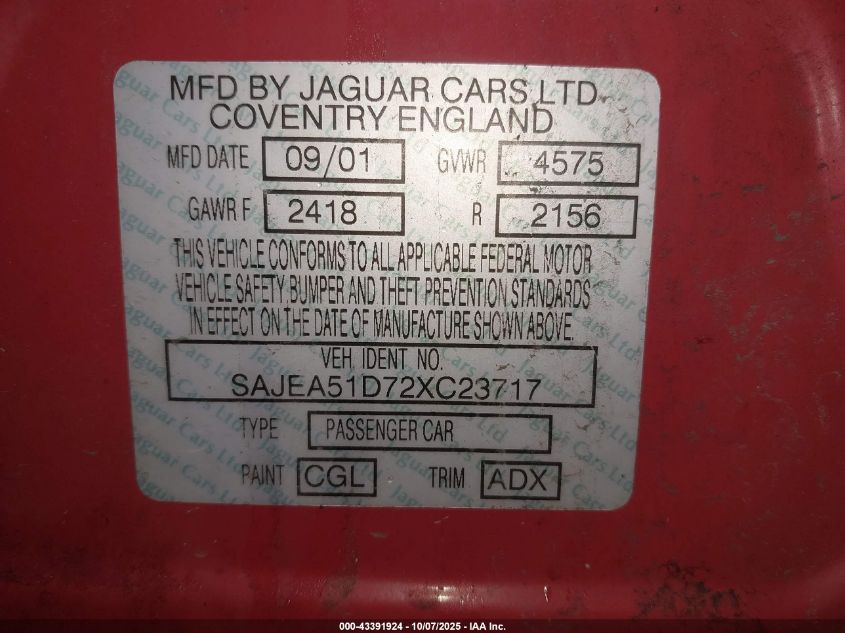 MFD BY JAGUAR CARS LTD
COVENTRY ENGLAND
MFD DATE 09/01 GVWR 4575
GAWR F 2418 R 2156
THIS VEHICLE CONFORMS TO ALL APPLICABLE FEDERAL MOTOR
VEHICLE SAFETY, BUMPER AND THEFT PREVENTION STANDARDS
IN EFFECT ON THE DATE OF MANUFACTURE SHOWN ABOVE.
VEH. IDENT NO.
SAJEA51D72XC23717
TYPE PASSENGER CAR
PAINT CGL TRIM ADX
000-43391924 - 10/07/2025 - IAA Inc.